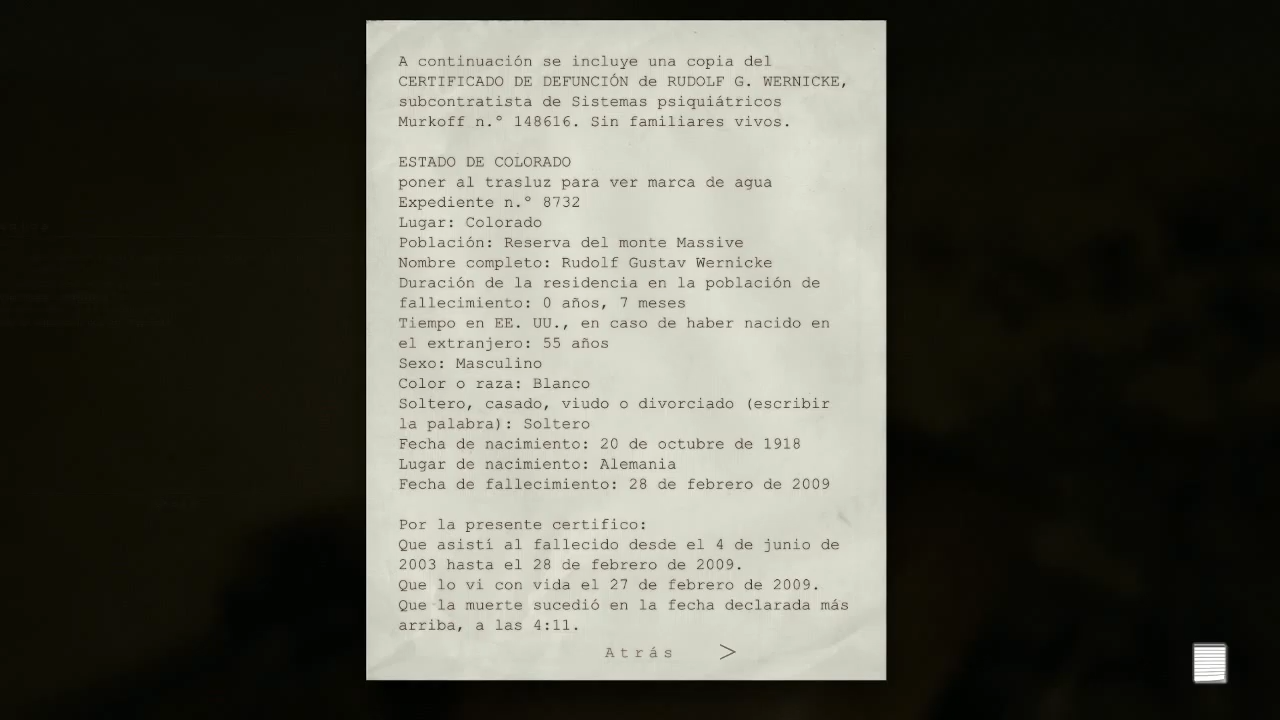 A continuación se incluye una copia del
CERTIFICADO DE DEFUNCIÓN de RUDOLF G. WERNICKE,
subcontratista de Sistemas psiquiátricos
Murkoff n.º 148616. Sin familiares vivos.
ESTADO DE COLORADO
poner al trasluz para ver marca de agua
Expediente n.º 8732
Lugar: Colorado
Población: Reserva del monte Massive
Nombre completo: Rudolf Gustav Wernicke
Duración de la residencia en la población de
fallecimiento: 0 años, 7 meses
Tiempo en EE. UU., en caso de haber nacido en
el extranjero: 55 años
Sexo: Masculino
Color o raza: Blanco
Soltero, casado, viudo o divorciado (escribir
la palabra): Soltero
Fecha de nacimiento: 20 de octubre de 1918
Lugar de nacimiento: Alemania
Fecha de fallecimiento: 28 de febrero de 2009
Por la presente certifico:
Que asistí al fallecido desde el 4 de junio de
2003 hasta el 28 de febrero de 2009.
Que lo vi con vida el 27 de febrero de 2009.
Que la muerte sucedió en la fecha declarada más
arriba, a las 4:11.
Atrás >